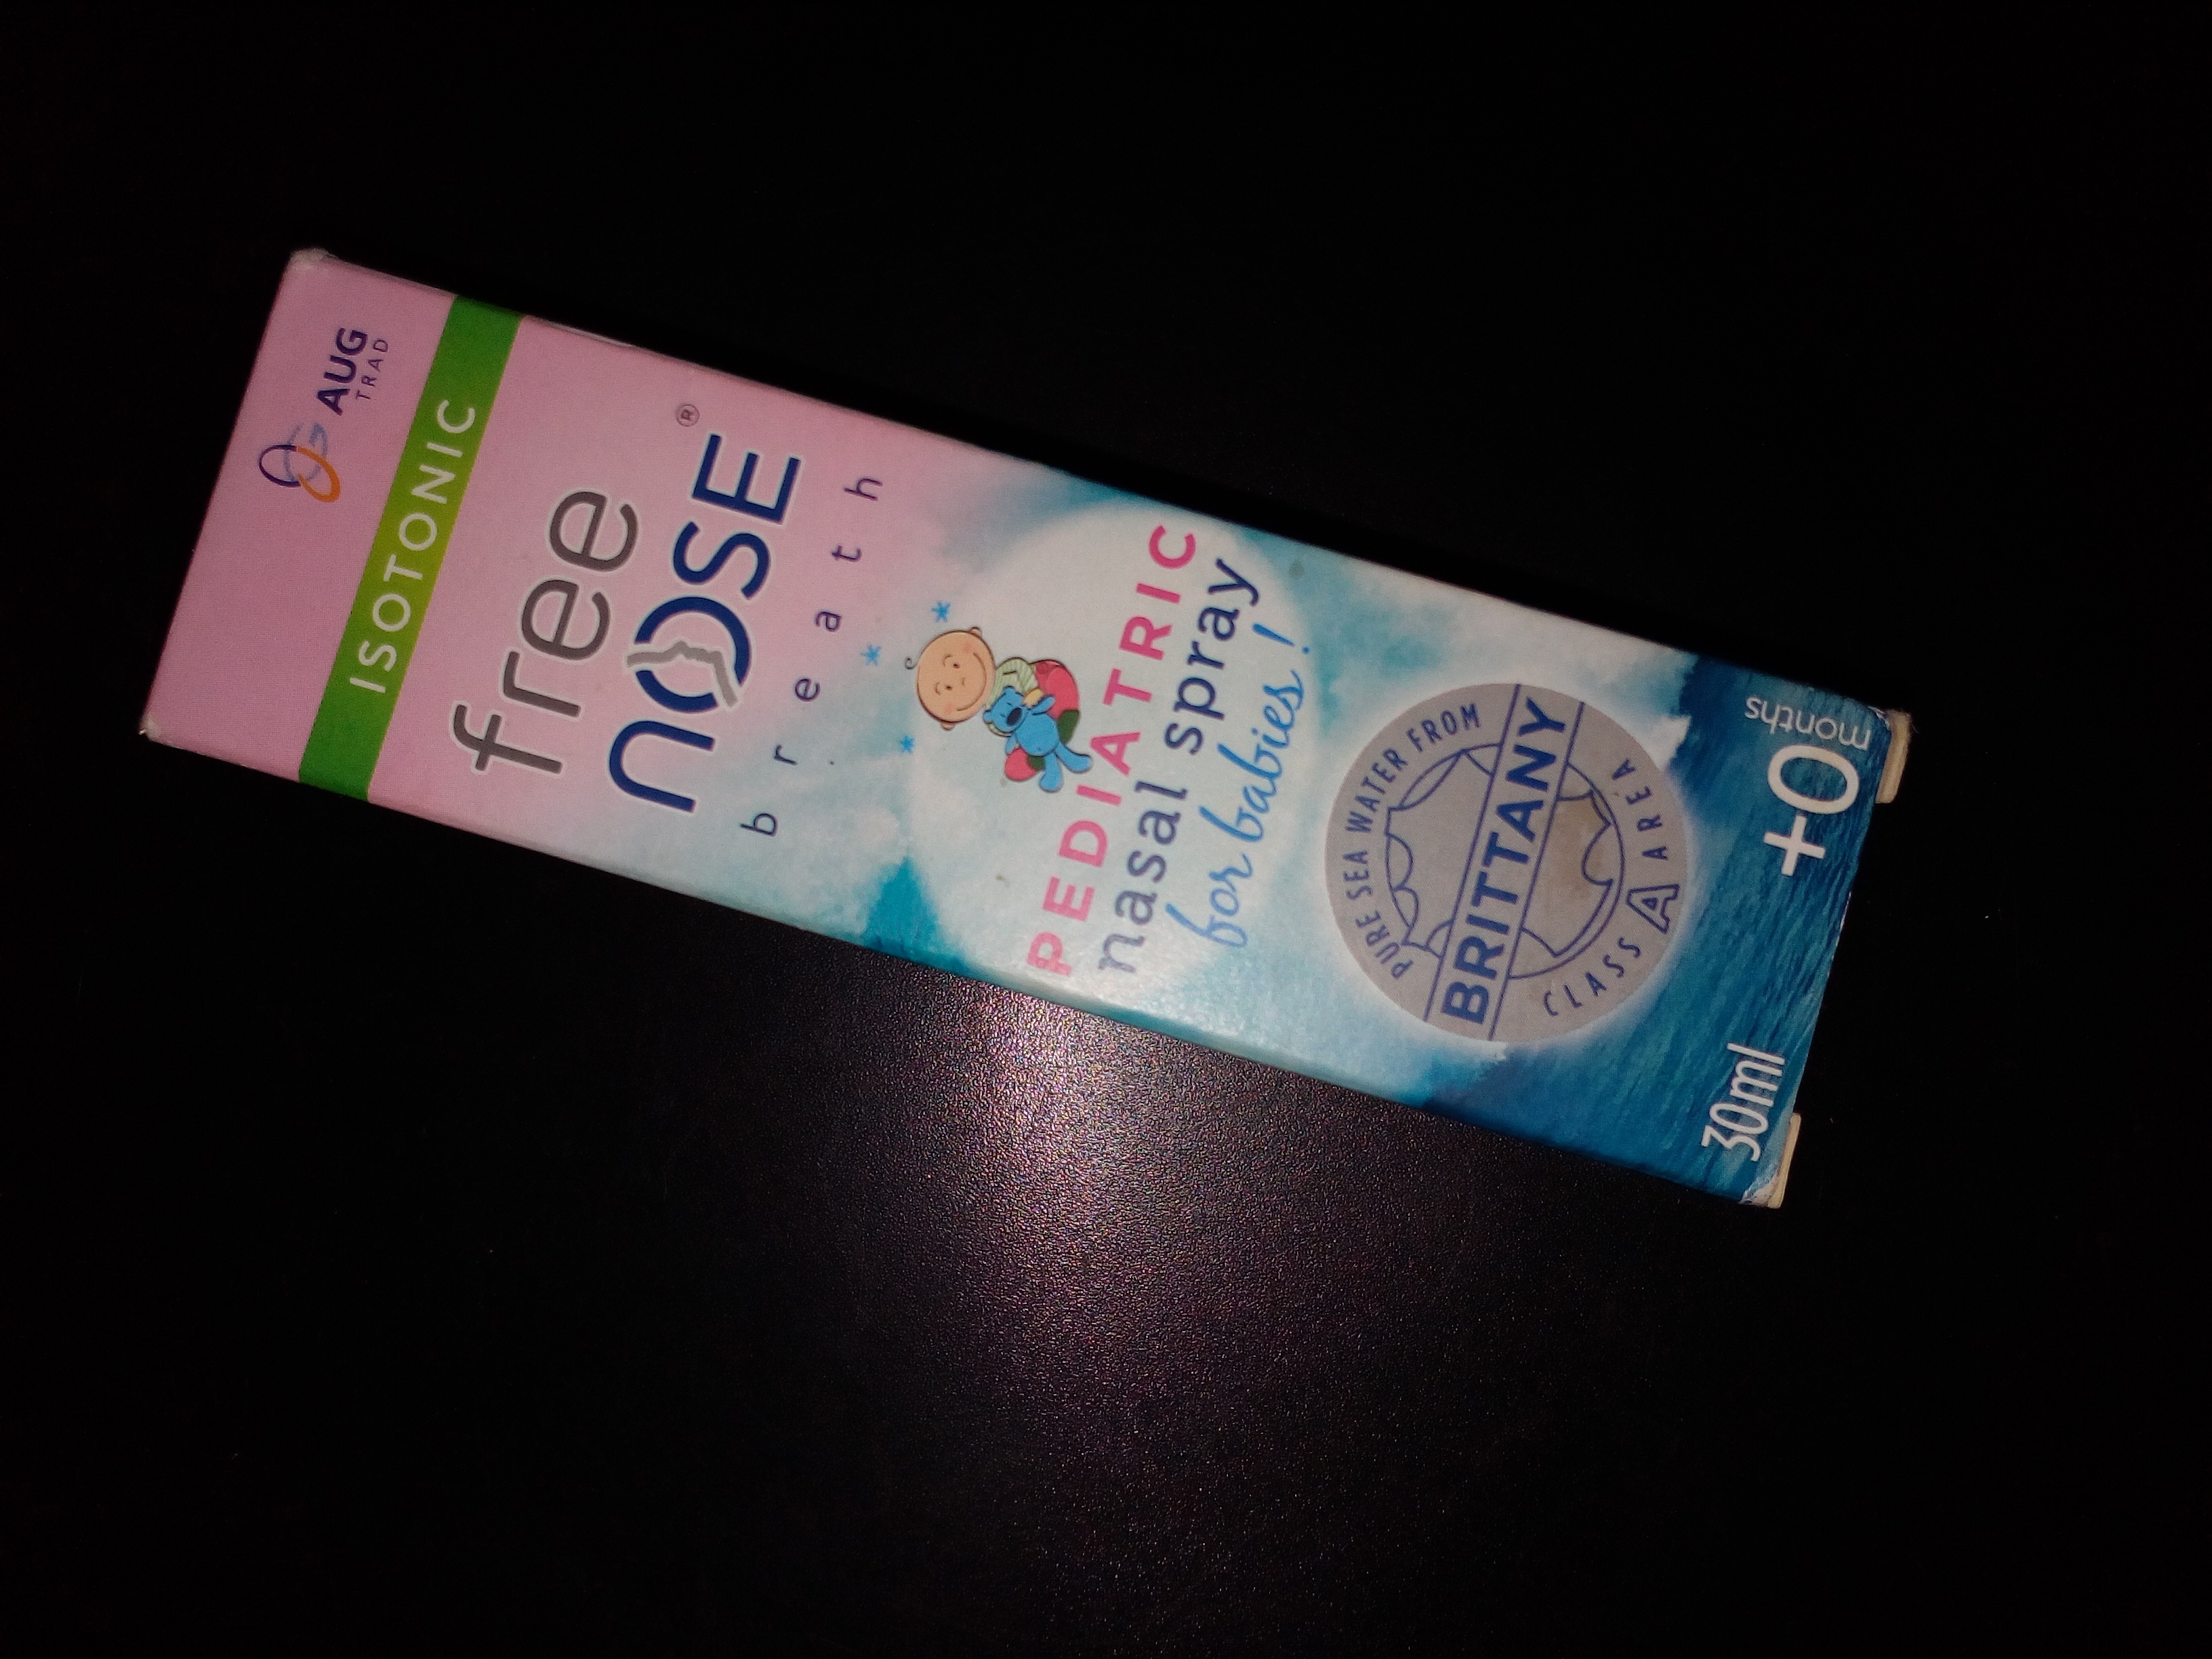 AUG
TRAD
ISOTONIC
free
nOSE®
breath
PEDIATRIC
nasal spray
for babies!
PURE SEA WATER FROM
BRITTANY
CLASS A AREA
30ml
+0
months